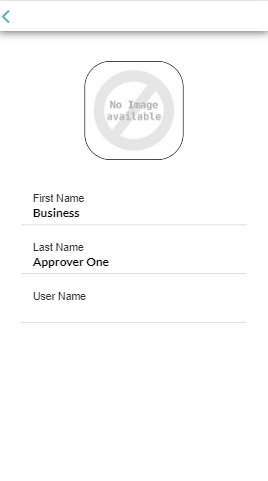 No Image
available
First Name
Business
Last Name
Approver One
User Name